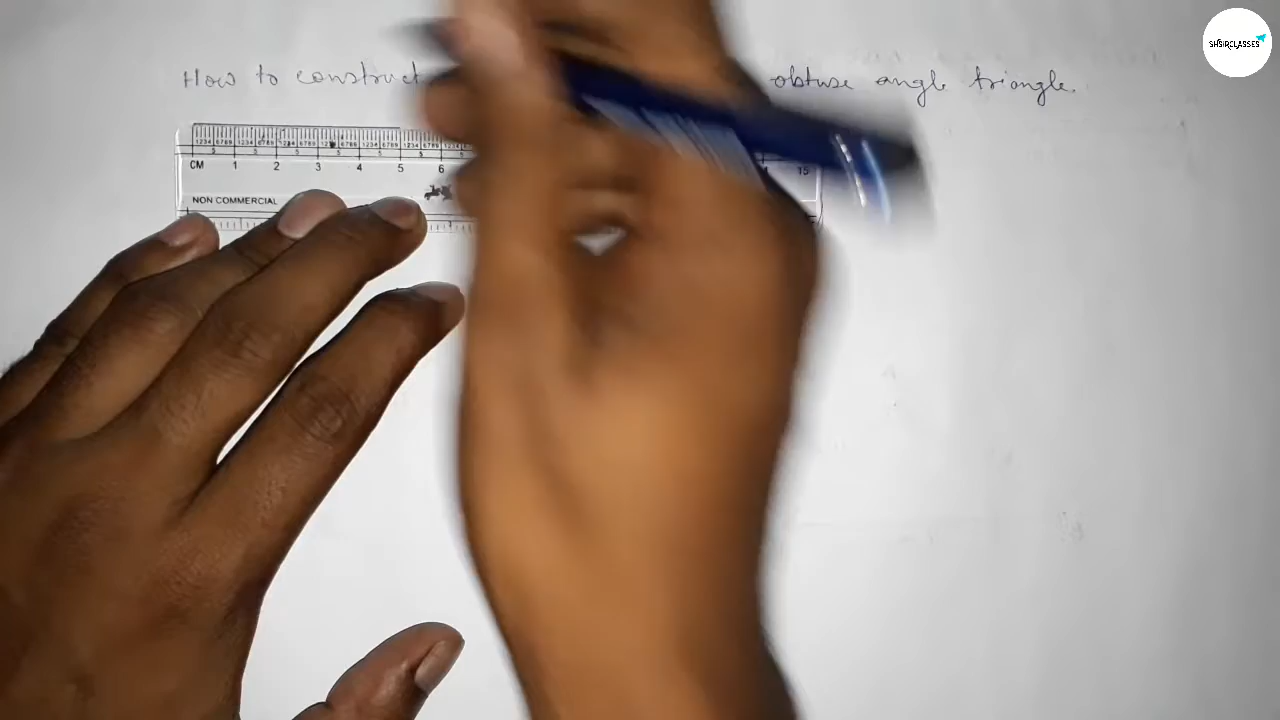 How to construct obtuse angle triangle.
SHSIRCLASSES
CM 1 2 3 4 5 6 15
NON COMMERCIAL